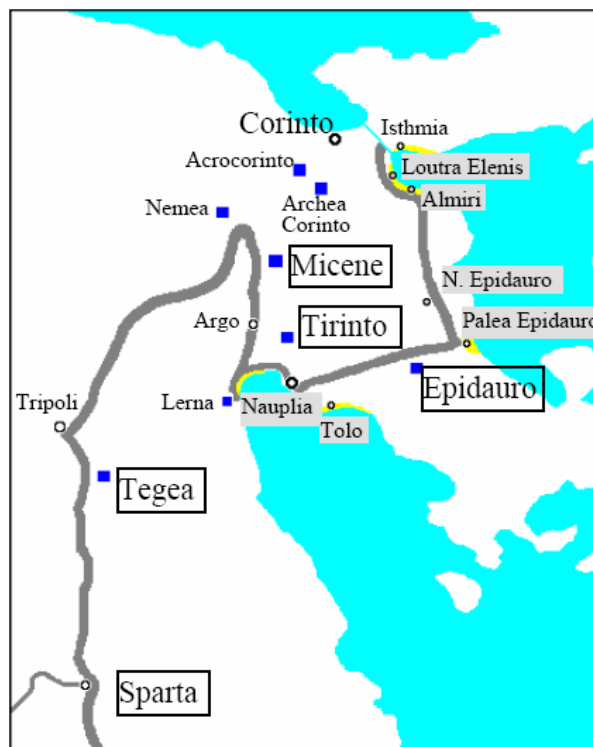 Isthmia
Corinto
Acrocorinto
Loutra Elenis
Archea
Corinto
Almiri
Nemea
Micene
N. Epidauro
Argo
Tirinto
Palea Epidauro
Epidauro
Lerna
Nauplia
Tripoli
Tolo
Tegea
Sparta